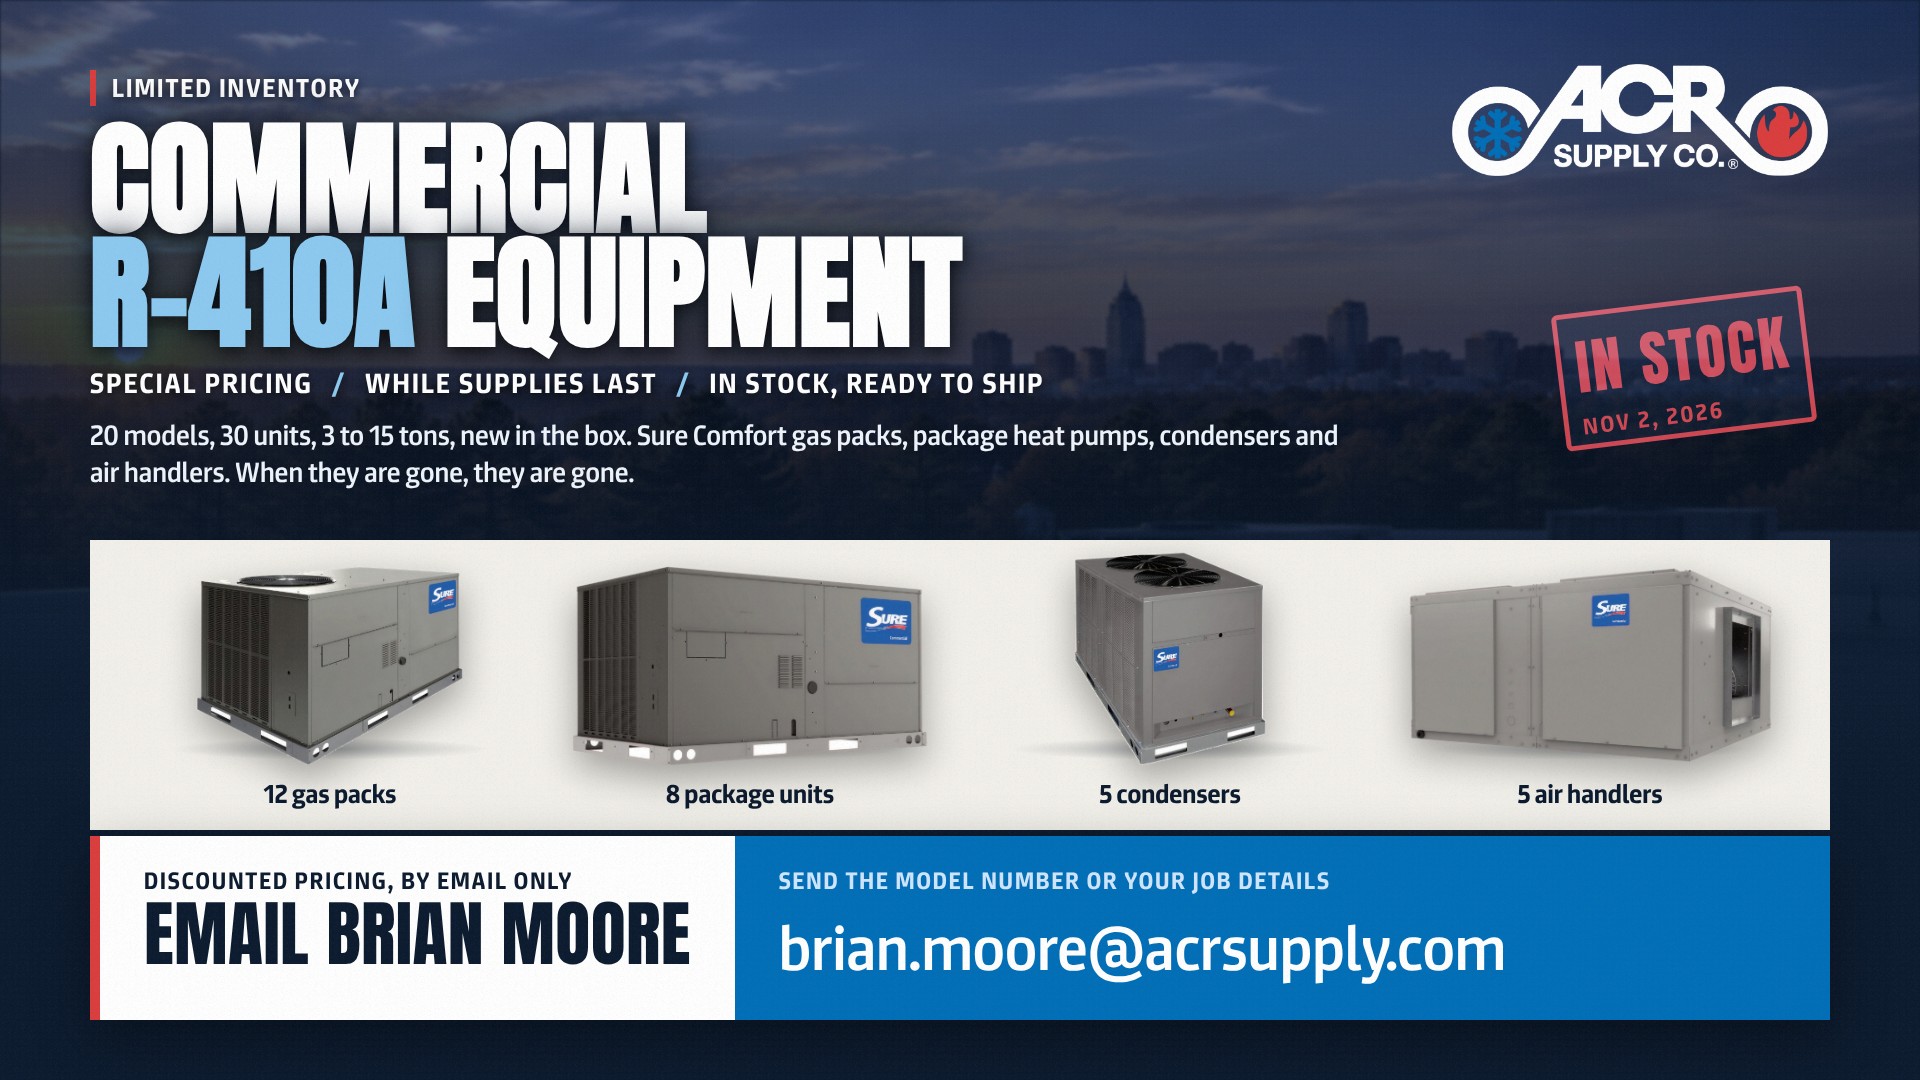 LIMITED INVENTORY
COMMERCIAL
R-410A EQUIPMENT
SPECIAL PRICING / WHILE SUPPLIES LAST / IN STOCK, READY TO SHIP
20 models, 30 units, 3 to 15 tons, new in the box. Sure Comfort gas packs, package heat pumps, condensers and
air handlers. When they are gone, they are gone.
ACR
SUPPLY CO.®
IN STOCK
NOV 2, 2026
SURE
SURE
SURE
SURE
12 gas packs
8 package units
5 condensers
5 air handlers
DISCOUNTED PRICING, BY EMAIL ONLY
EMAIL BRIAN MOORE
SEND THE MODEL NUMBER OR YOUR JOB DETAILS
brian.moore@acrsupply.com